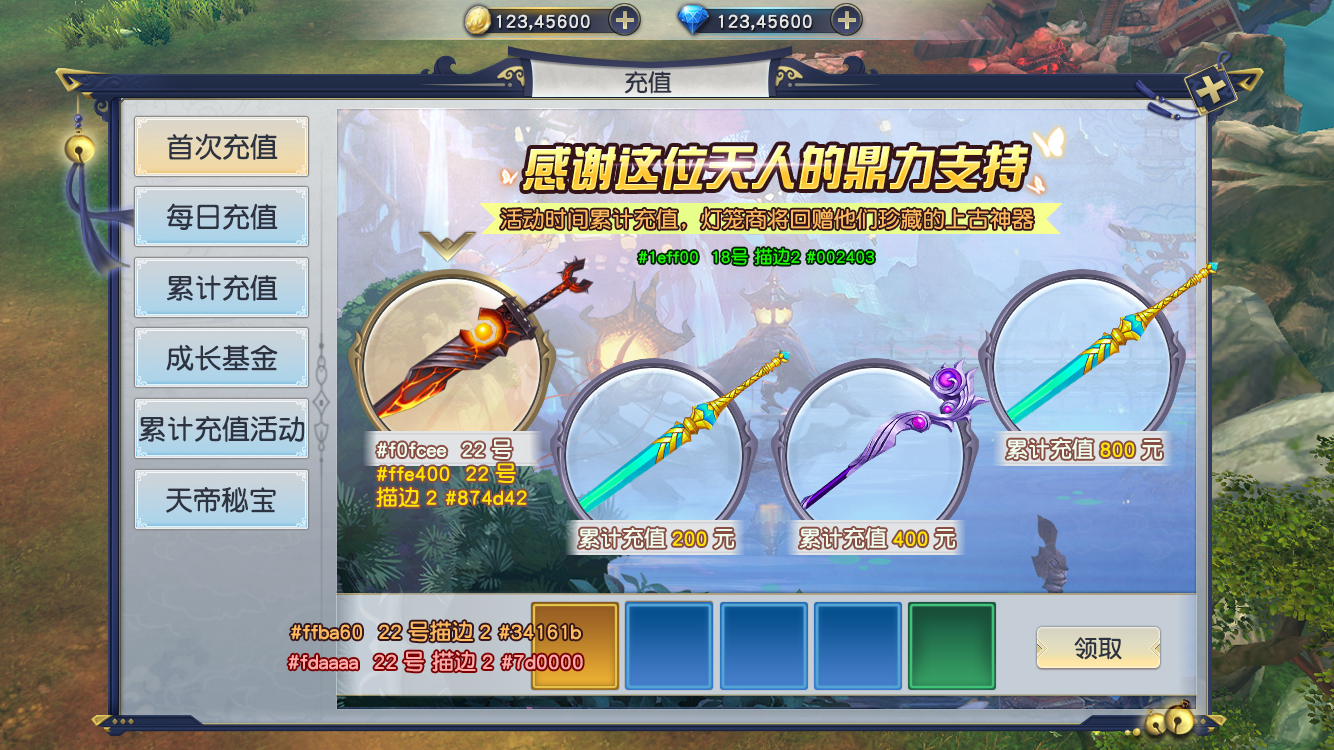 123,45600
123,45600
充值
首次充值
每日充值
累计充值
成长基金
累计充值活动
天帝秘宝
感谢这位天人的鼎力支持
活动时间累计充值，灯笼商将回赠他们珍藏的上古神器
#1eff00 18号 描边2 #002403
#f0fcee 22 号
#ffe400 22 号
描边 2 #874d42
累计充值 200 元
累计充值 400 元
累计充值 800 元
#ffba60 22 号描边 2 #34161b
#fdaaaa 22 号 描边 2 #7d0000
领取